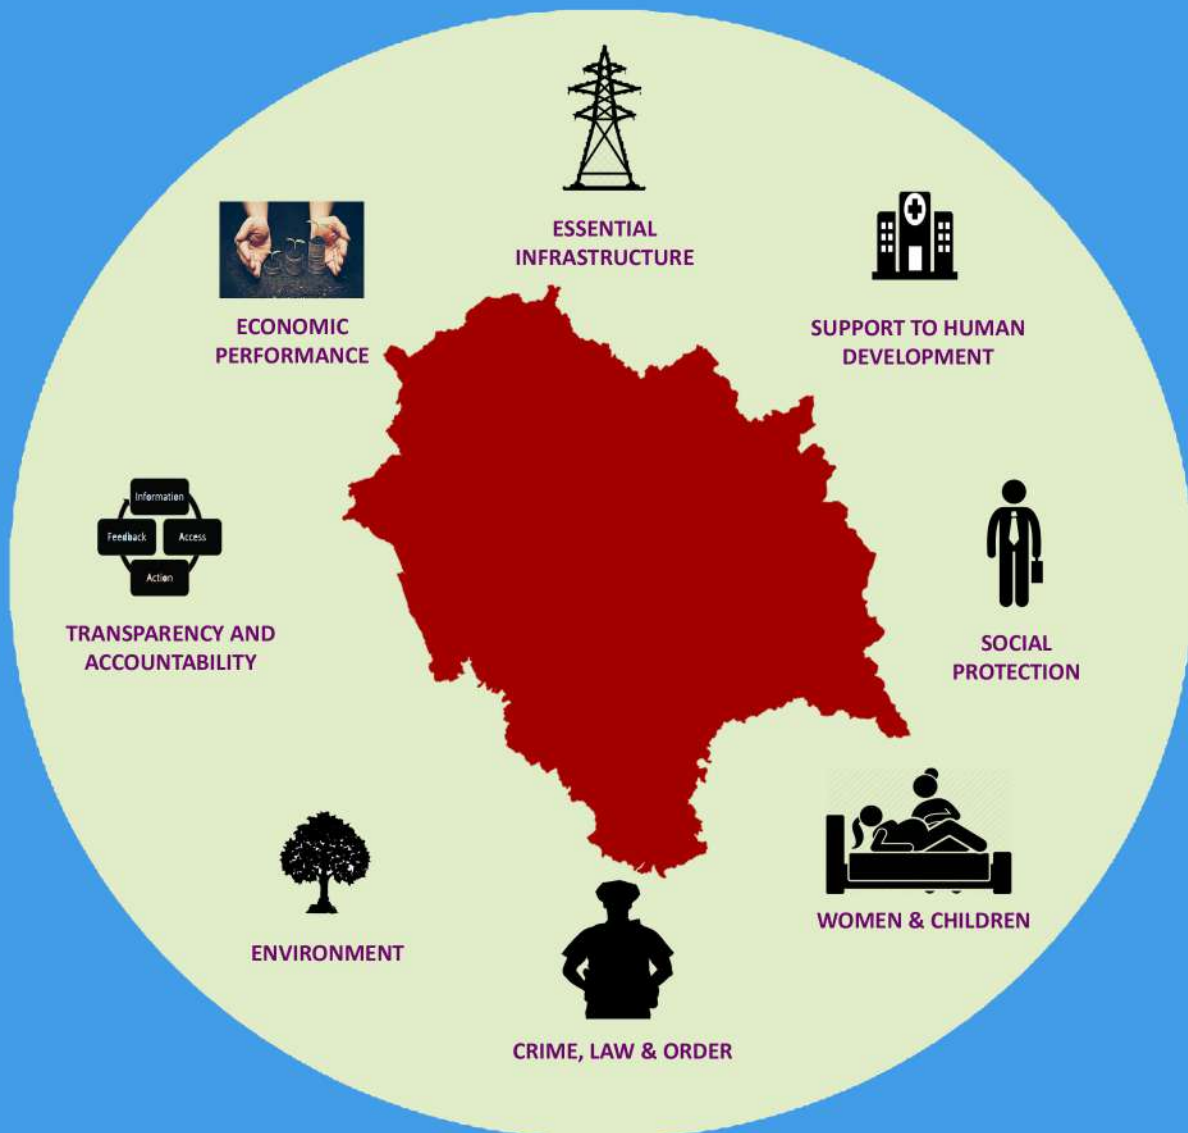 ESSENTIAL
INFRASTRUCTURE
ECONOMIC
PERFORMANCE
SUPPORT TO HUMAN
DEVELOPMENT
Information
Feedback
Access
Action
TRANSPARENCY AND
ACCOUNTABILITY
SOCIAL
PROTECTION
WOMEN & CHILDREN
ENVIRONMENT
CRIME, LAW & ORDER